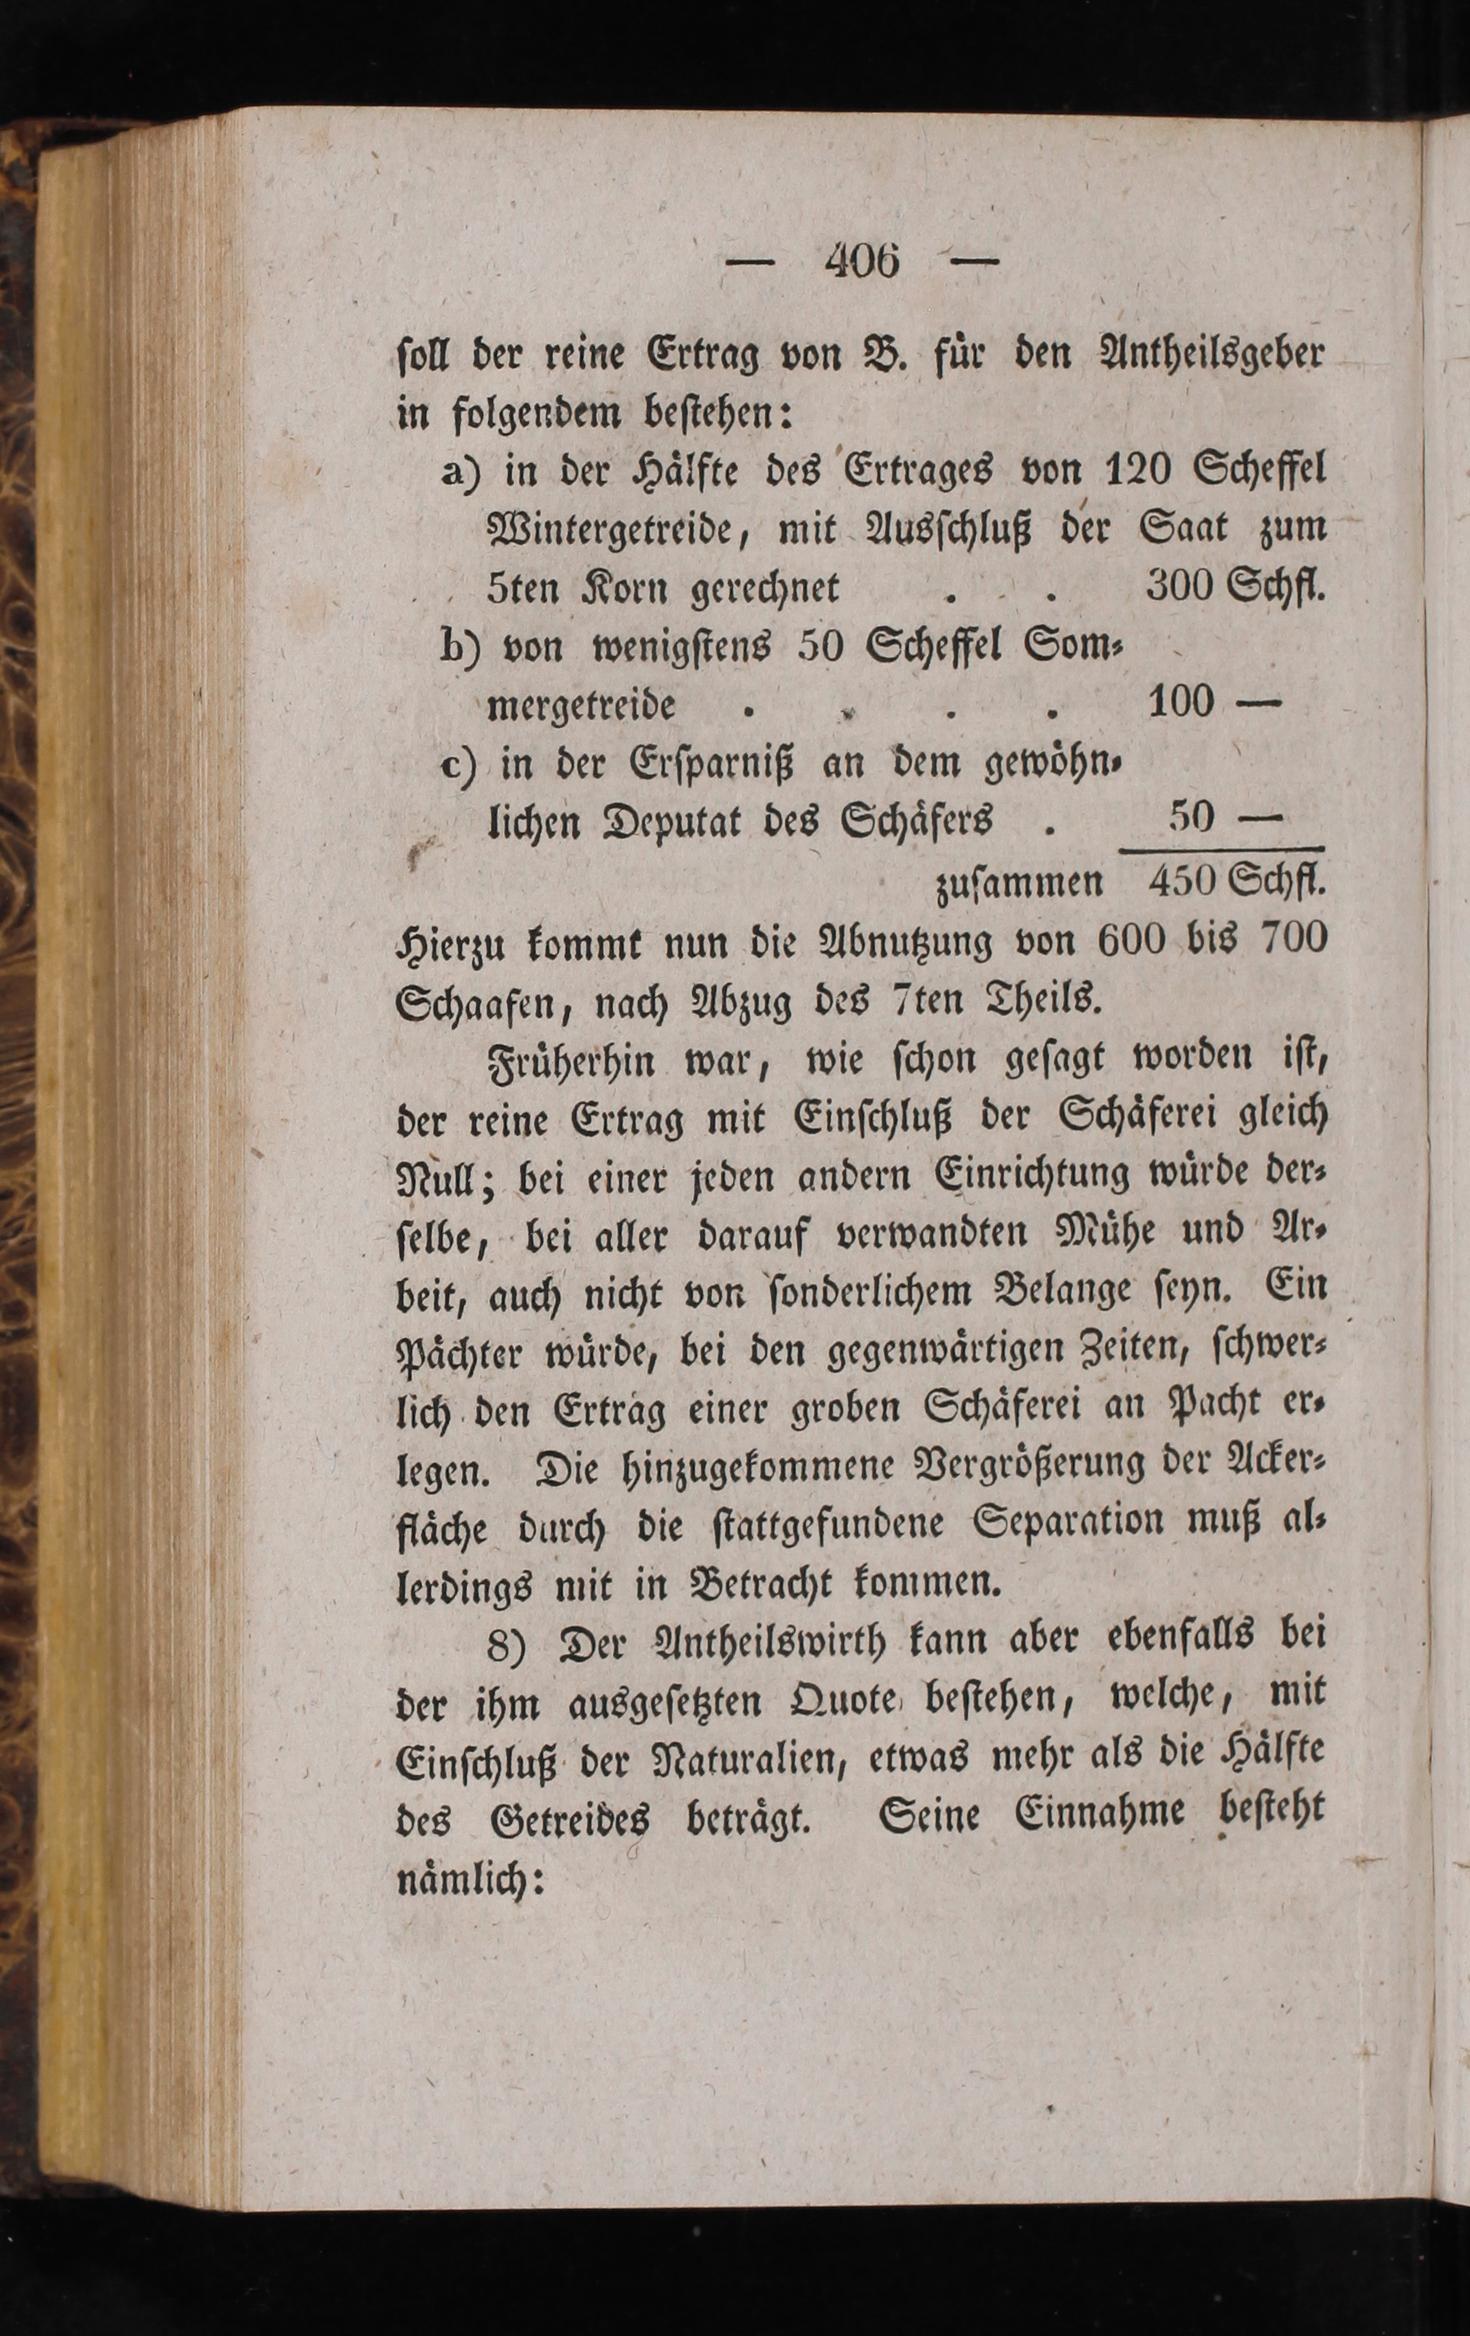 — 406 —
soll der reine Ertrag von B. für den Antheilsgeber
in folgendem bestehen:
a) in der Hälfte des Ertrages von 120 Scheffel
Wintergetreide, mit Ausschluß der Saat zum
5ten Korn gerechnet . . 300 Schfl.
b) von wenigstens 50 Scheffel Som-
mergetreide . . . . 100 —
c) in der Ersparniß an dem gewöhn-
lichen Deputat des Schäfers . 50 —
zusammen 450 Schfl.
Hierzu kommt nun die Abnutzung von 600 bis 700
Schaafen, nach Abzug des 7ten Theils.
Früherhin war, wie schon gesagt worden ist,
der reine Ertrag mit Einschluß der Schäferei gleich
Null; bei einer jeden andern Einrichtung würde der-
selbe, bei aller darauf verwandten Mühe und Ar-
beit, auch nicht von sonderlichem Belange seyn. Ein
Pächter würde, bei den gegenwärtigen Zeiten, schwer-
lich den Ertrag einer groben Schäferei an Pacht er-
legen. Die hinzugekommene Vergrößerung der Acker-
fläche durch die stattgefundene Separation muß al-
lerdings mit in Betracht kommen.
8) Der Antheilswirth kann aber ebenfalls bei
der ihm ausgesetzten Quote bestehen, welche, mit
Einschluß der Naturalien, etwas mehr als die Hälfte
des Getreides beträgt. Seine Einnahme besteht
nämlich: